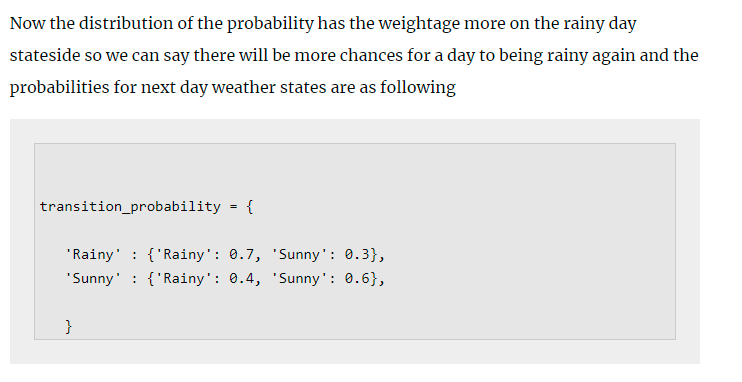 Now the distribution of the probability has the weightage more on the rainy day
stateside so we can say there will be more chances for a day to being rainy again and the
probabilities for next day weather states are as following
transition_probability = {
'Rainy' : {'Rainy': 0.7, 'Sunny': 0.3},
'Sunny' : {'Rainy': 0.4, 'Sunny': 0.6},
}